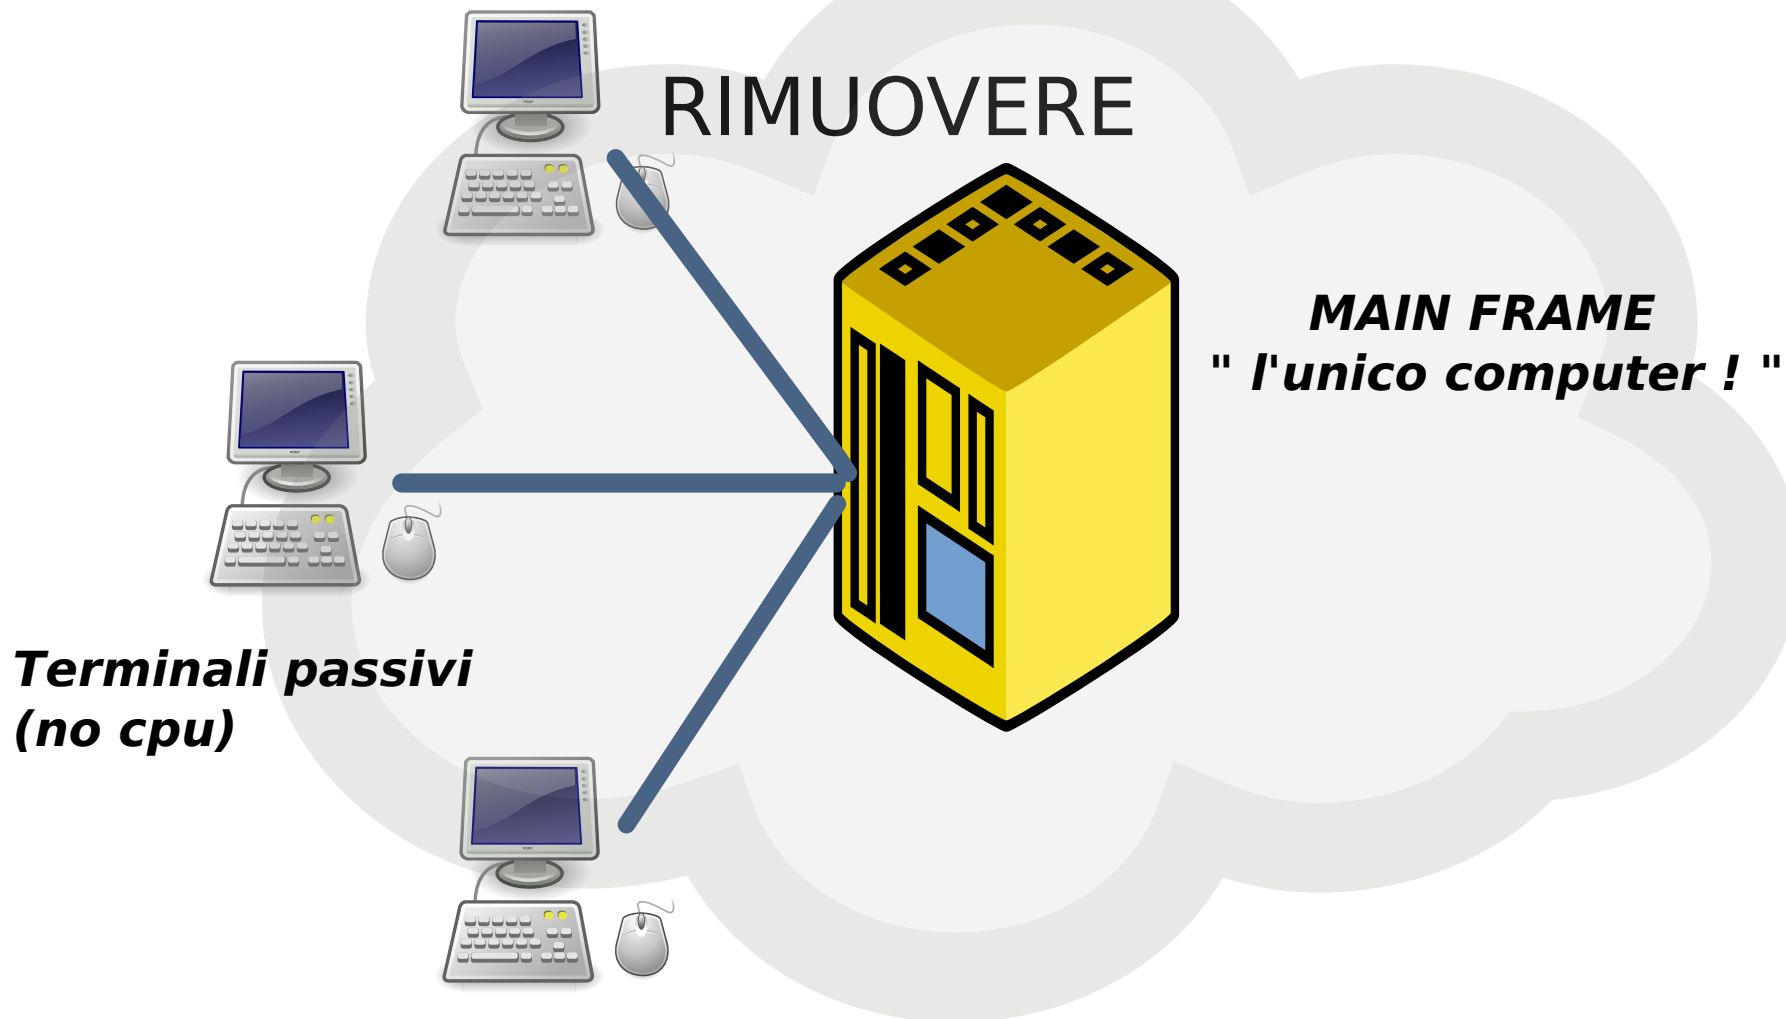 RIMUOVERE
MAIN FRAME
" l'unico computer ! "
Terminali passivi
(no cpu)